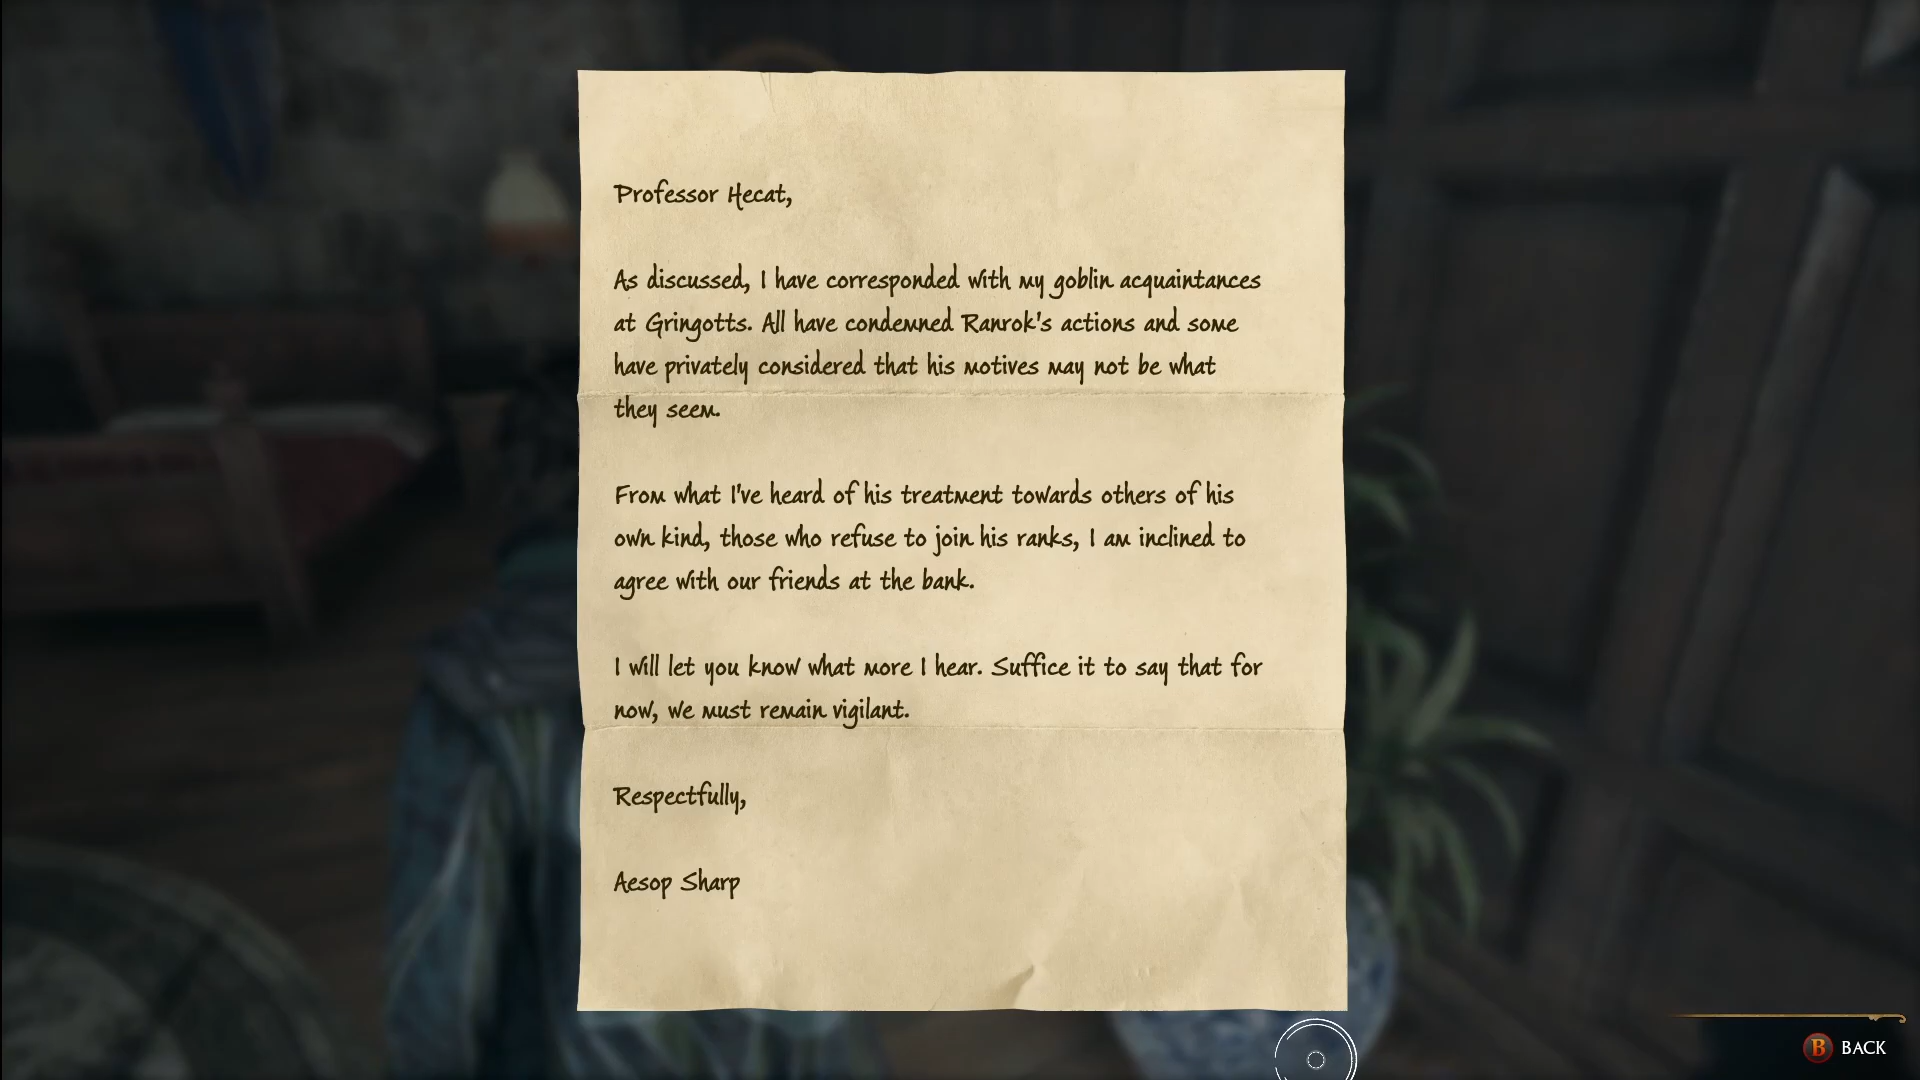 Professor Hecat,
As discussed, I have corresponded with my goblin acquaintances
at Gringotts. All have condemned Ranrok's actions and some
have privately considered that his motives may not be what
they seem.
From what I've heard of his treatment towards others of his
own kind, those who refuse to join his ranks, I am inclined to
agree with our friends at the bank.
I will let you know what more I hear. Suffice it to say that for
now, we must remain vigilant.
Respectfully,
Aesop Sharp
B BACK